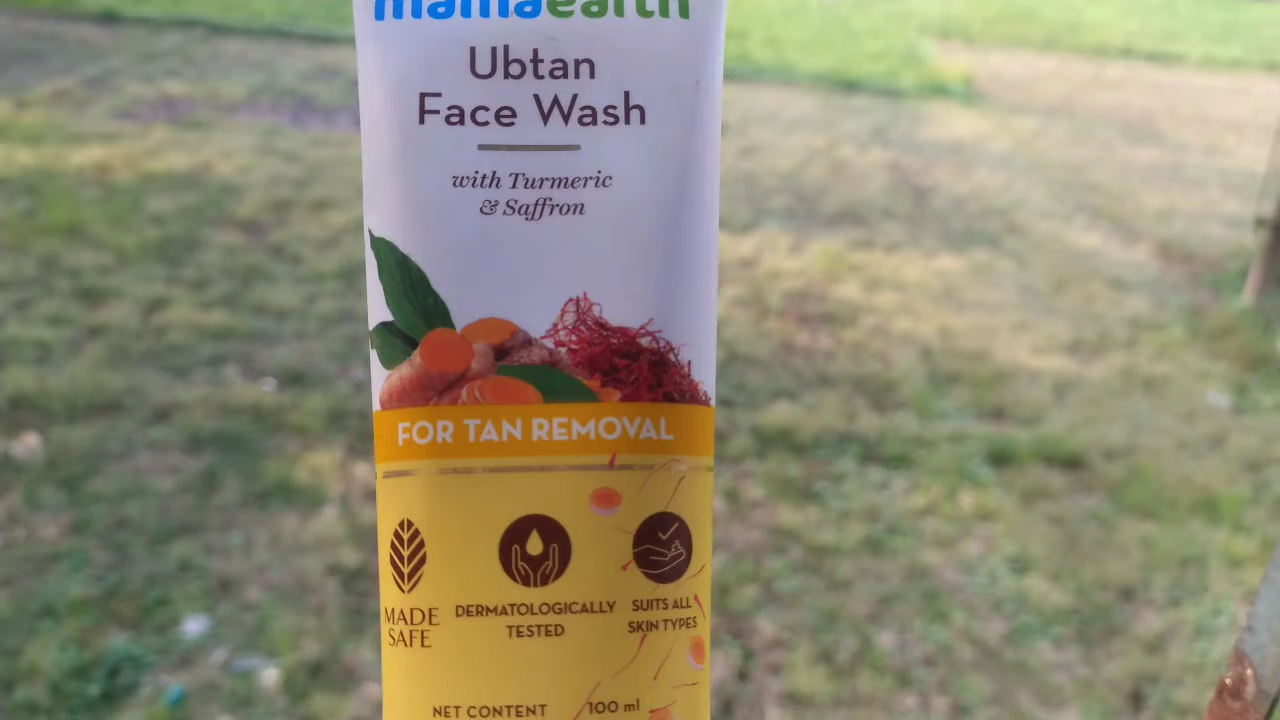 mamaearth
Ubtan
Face Wash
with Turmeric
& Saffron
FOR TAN REMOVAL
MADE
SAFE
DERMATOLOGICALLY
TESTED
SUITS ALL
SKIN TYPES
NET CONTENT 100 ml